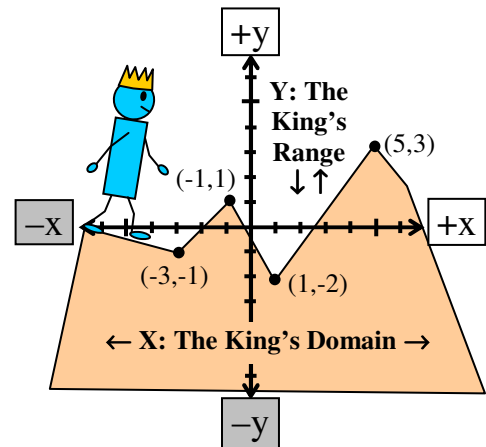 +y
Y: The
King's
Range
↓ ↑
(5,3)
(-1,1)
–x
+x
(-3,-1)
(1,-2)
← X: The King's Domain →
–y